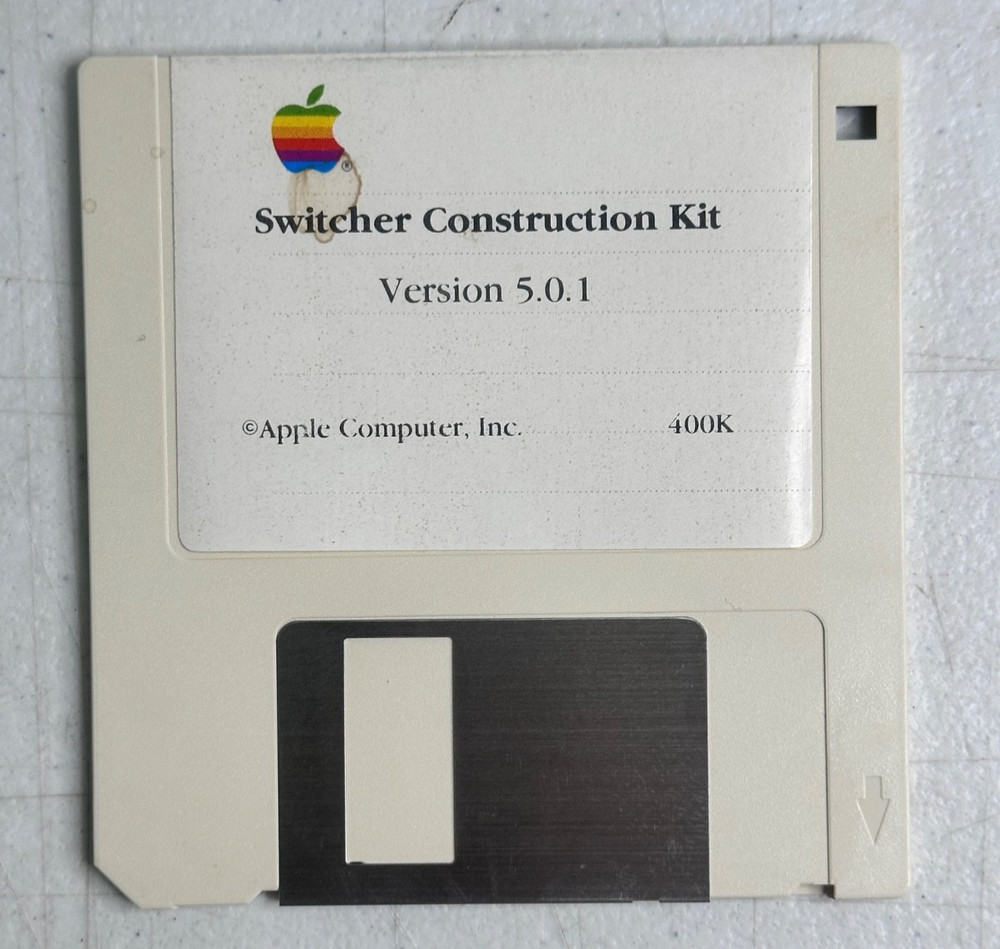 ®
Switcher Construction Kit
Version 5.0.1
©Apple Computer, Inc. 400K